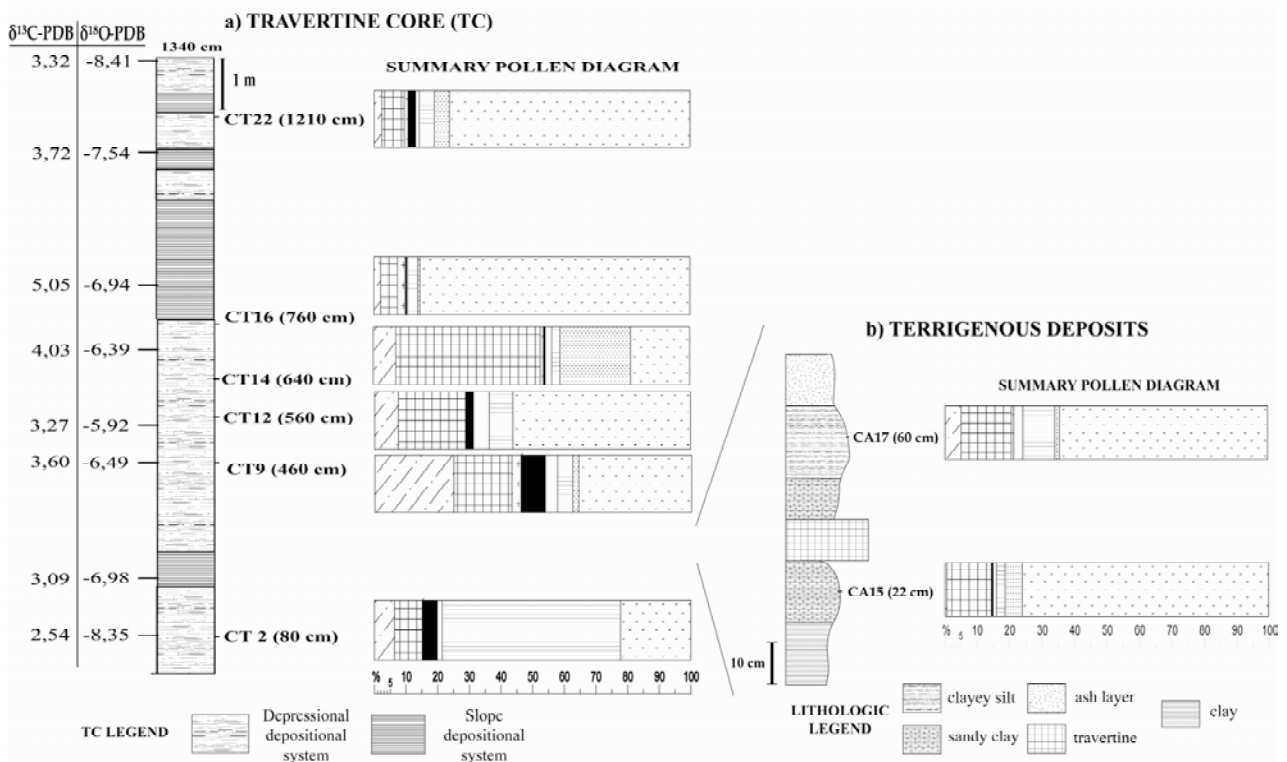 a) TRAVERTINE CORE (TC)
δ¹³C-PDB δ¹⁸O-PDB
1340 cm
3,32 -8,41
1 m
SUMMARY POLLEN DIAGRAM
CT22 (1210 cm)
3,72 -7,54
5,05 -6,94
CT16 (760 cm)
4,03 -6,39
CT14 (640 cm)
CT12 (560 cm)
3,27 -5,92
3,60 -6,49
CT9 (460 cm)
3,09 -6,98
2,54 -8,35
CT 2 (80 cm)
% 5 10 20 30 40 50 60 70 80 90 100
TC LEGEND
Depressional
depositional
system
Slope
depositional
system
b) TERRIGENOUS DEPOSITS
SUMMARY POLLEN DIAGRAM
CA17 (60 cm)
CA15 (22 cm)
10 cm
% 5 10 20 30 40 50 60 70 80 90 100
LITHOLOGIC
LEGEND
clayey silt
ash layer
clay
sandy clay
travertine